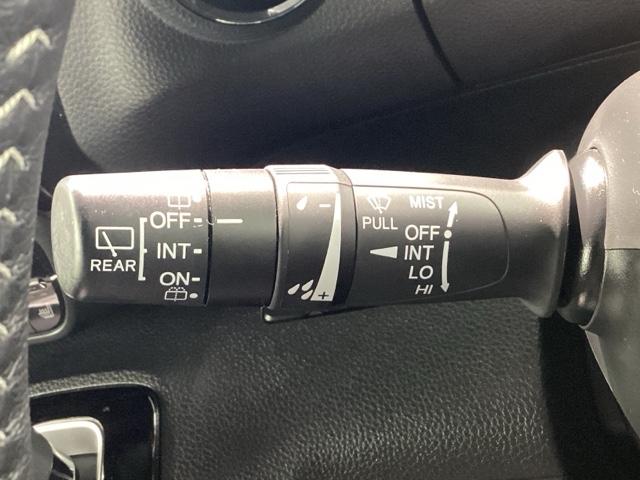 REAR
OFF
INT
ON
- 
+
PULL
MIST
OFF
INT
LO
HI